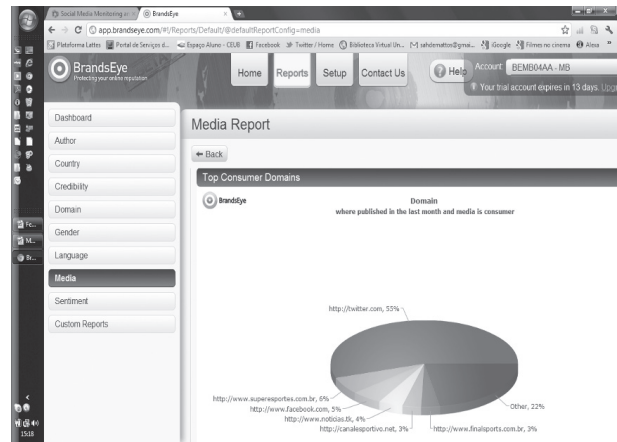 Social Media Monitoring an
BrandsEye
app.brandseye.com/#!/Reports/Default/@defaultReportConfig=media
Plataforma Lattes
Portal de Serviços d...
Espaço Aluno - CEUB
Facebook
Twitter / Home
Biblioteca Virtual Un...
sahdomattos@gmai...
iGoogle
Filmes no cinema
Alexa
»
BrandsEye
Protecting your online reputation
Home
Reports
Setup
Contact Us
Help
Account: BEMB04AA - MB
Your trial account expires in 13 days. Upg
Dashboard
Author
Country
Credibility
Domain
Gender
Language
Media
Sentiment
Custom Reports
Media Report
Back
Top Consumer Domains
BrandsEye
Domain
where published in the last month and media is consumer
http://twitter.com, 55%
http://www.superesportes.com.br, 6%
http://www.facebook.com, 5%
http://www.noticias.tk, 4%
http://canalesportivo.net, 3%
http://www.finalsports.com.br, 3%
Other, 22%
Fc...
M...
Br...
15:18